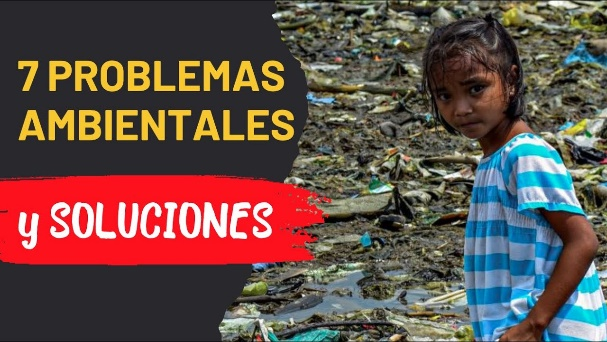 7 PROBLEMAS
AMBIENTALES
y SOLUCIONES